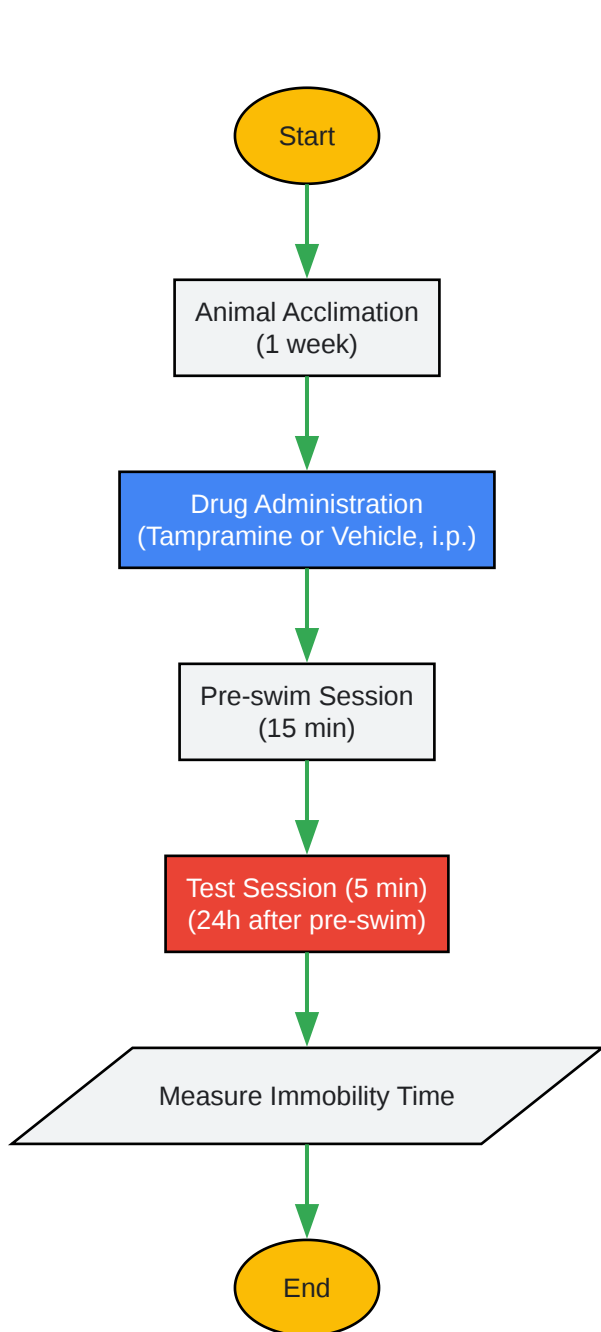 Start
Animal Acclimation
(1 week)
Drug Administration
(Tampramine or Vehicle, i.p.)
Pre-swim Session
(15 min)
Test Session (5 min)
(24h after pre-swim)
Measure Immobility Time
End